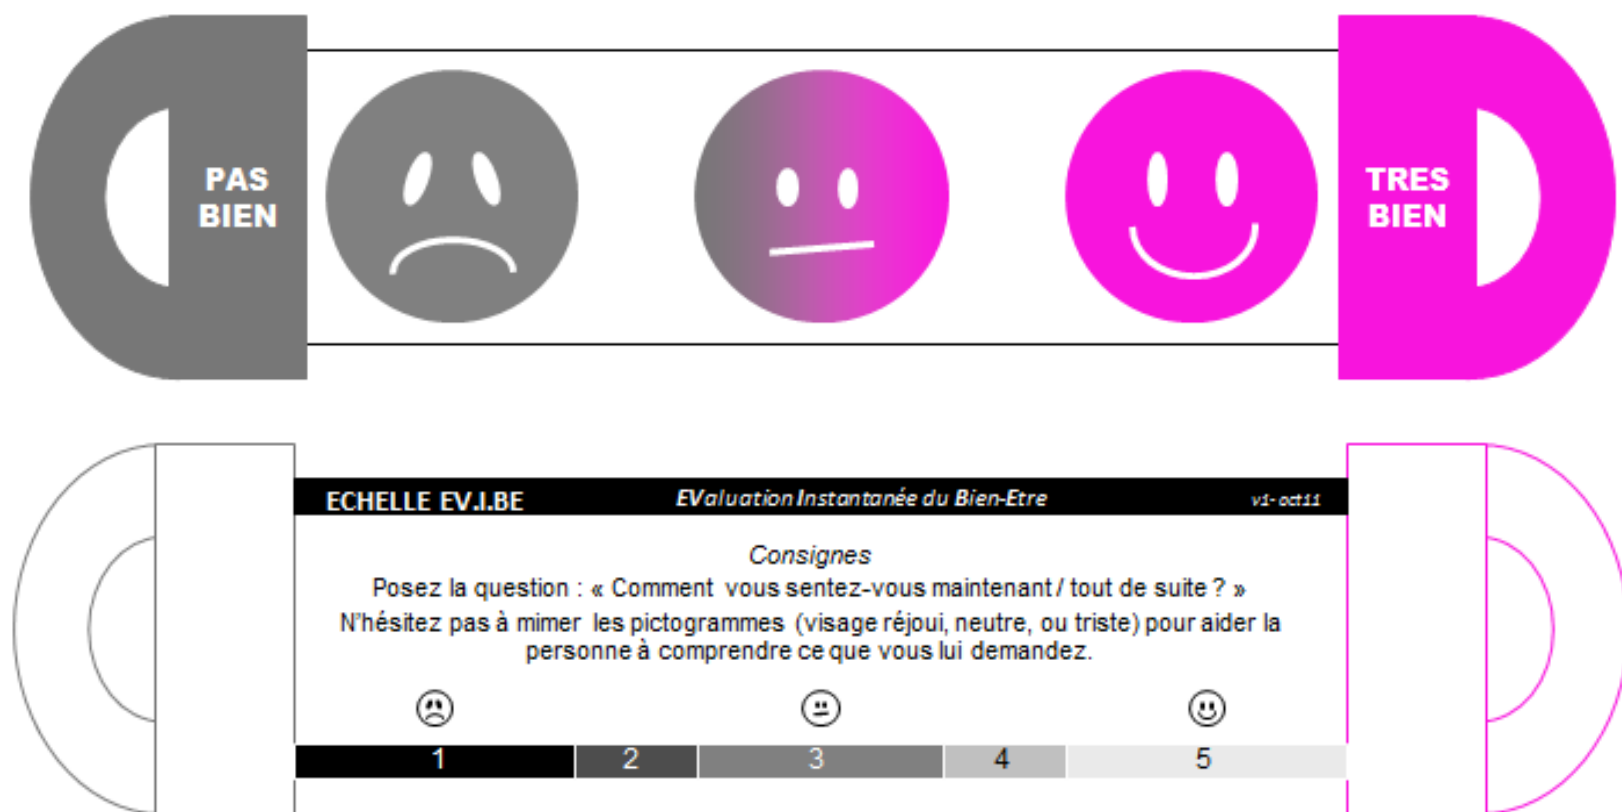 PAS
BIEN
TRES
BIEN
ECHELLE EV.I.BE
EValuation Instantanée du Bien-Etre
v1- oct11
Consignes
Posez la question : « Comment vous sentez-vous maintenant / tout de suite ? »
N'hésitez pas à mimer les pictogrammes (visage réjoui, neutre, ou triste) pour aider la
personne à comprendre ce que vous lui demandez.
1 2 3 4 5